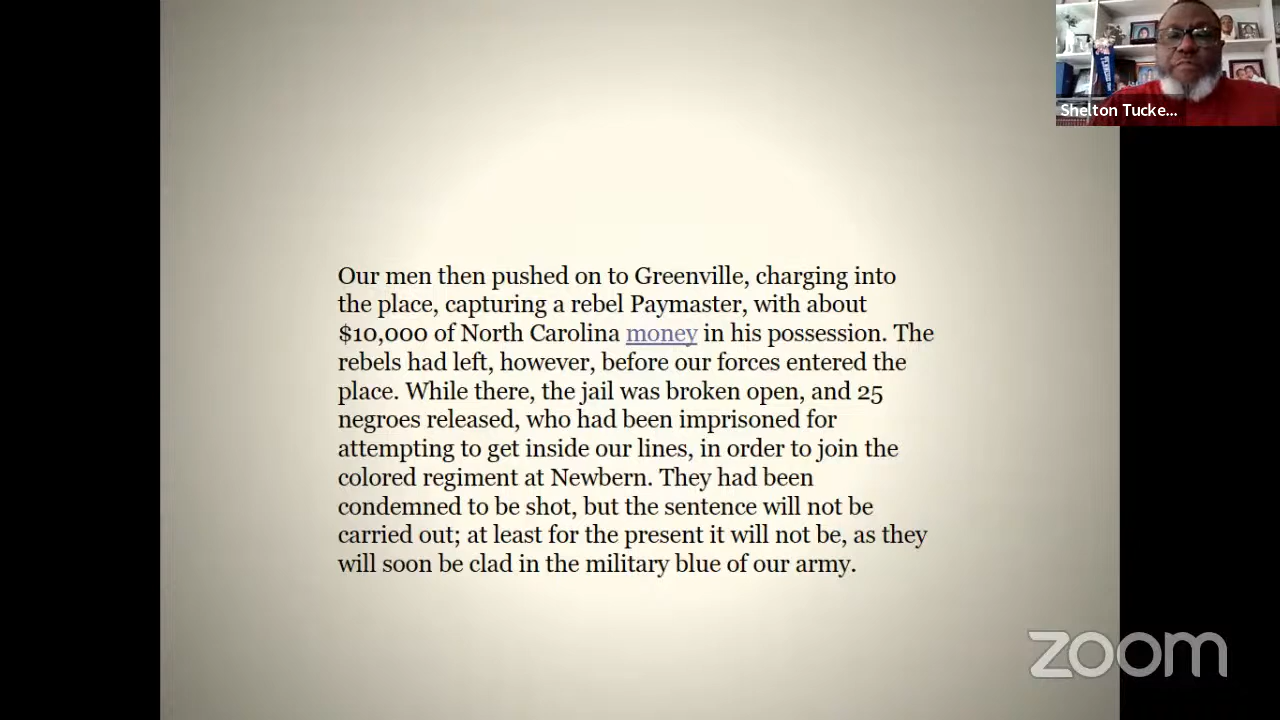 Shelton Tucke...
Our men then pushed on to Greenville, charging into
the place, capturing a rebel Paymaster, with about
$10,000 of North Carolina money in his possession. The
rebels had left, however, before our forces entered the
place. While there, the jail was broken open, and 25
negroes released, who had been imprisoned for
attempting to get inside our lines, in order to join the
colored regiment at Newbern. They had been
condemned to be shot, but the sentence will not be
carried out; at least for the present it will not be, as they
will soon be clad in the military blue of our army.
zoom